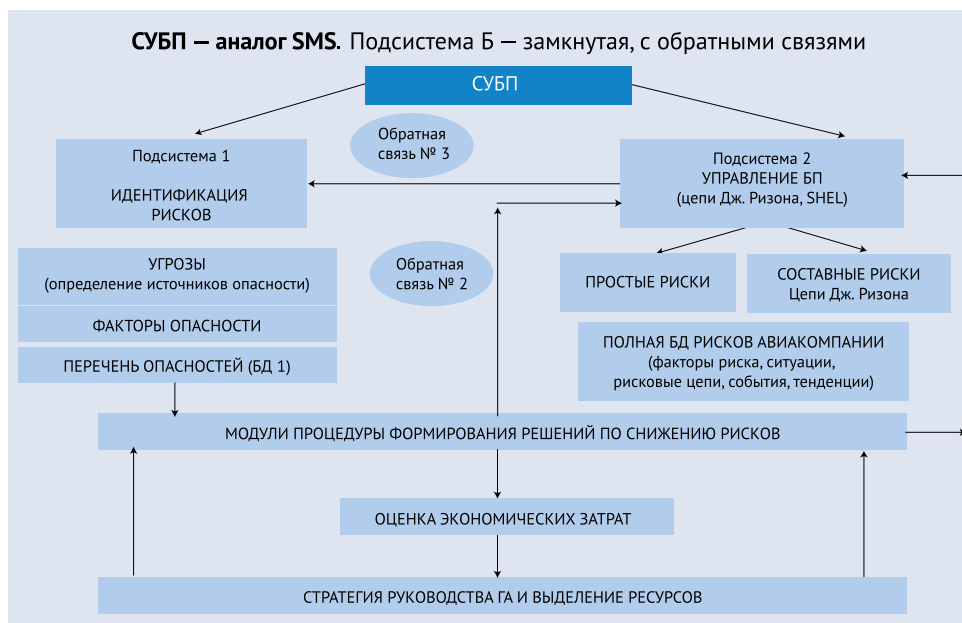 СУБП — аналог SMS. Подсистема Б — замкнутая, с обратными связями
СУБП
Обратная
связь № 3
Подсистема 1
ИДЕНТИФИКАЦИЯ
РИСКОВ
Подсистема 2
УПРАВЛЕНИЕ БП
(цепи Дж. Ризона, SHEL)
УГРОЗЫ
(определение источников опасности)
ФАКТОРЫ ОПАСНОСТИ
ПЕРЕЧЕНЬ ОПАСНОСТЕЙ (БД 1)
Обратная
связь № 2
ПРОСТЫЕ РИСКИ
СОСТАВНЫЕ РИСКИ
Цепи Дж. Ризона
ПОЛНАЯ БД РИСКОВ АВИАКОМПАНИИ
(факторы риска, ситуации,
рисковые цепи, события, тенденции)
МОДУЛИ ПРОЦЕДУРЫ ФОРМИРОВАНИЯ РЕШЕНИЙ ПО СНИЖЕНИЮ РИСКОВ
ОЦЕНКА ЭКОНОМИЧЕСКИХ ЗАТРАТ
СТРАТЕГИЯ РУКОВОДСТВА ГА И ВЫДЕЛЕНИЕ РЕСУРСОВ